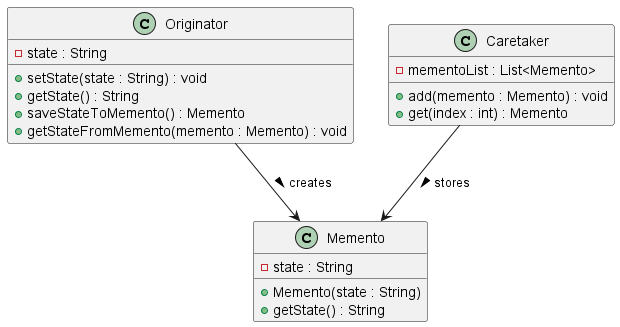 C Originator
state : String
setState(state : String) : void
getState() : String
saveStateToMemento() : Memento
getStateFromMemento(memento : Memento) : void
C Caretaker
mementoList : List<Memento>
add(memento : Memento) : void
get(index : int) : Memento
creates
stores
C Memento
state : String
Memento(state : String)
getState() : String